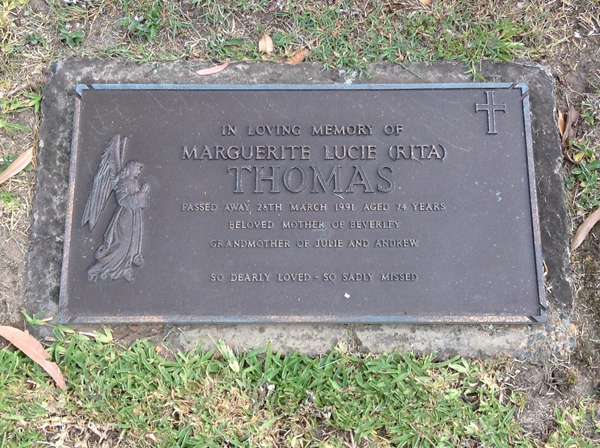 IN LOVING MEMORY OF
MARGUERITE LUCIE (RITA)
THOMAS
PASSED AWAY 28TH MARCH 1991 AGED 74 YEARS
BELOVED MOTHER OF BEVERLEY
GRANDMOTHER OF JULIE AND ANDREW
SO DEARLY LOVED - SO SADLY MISSED